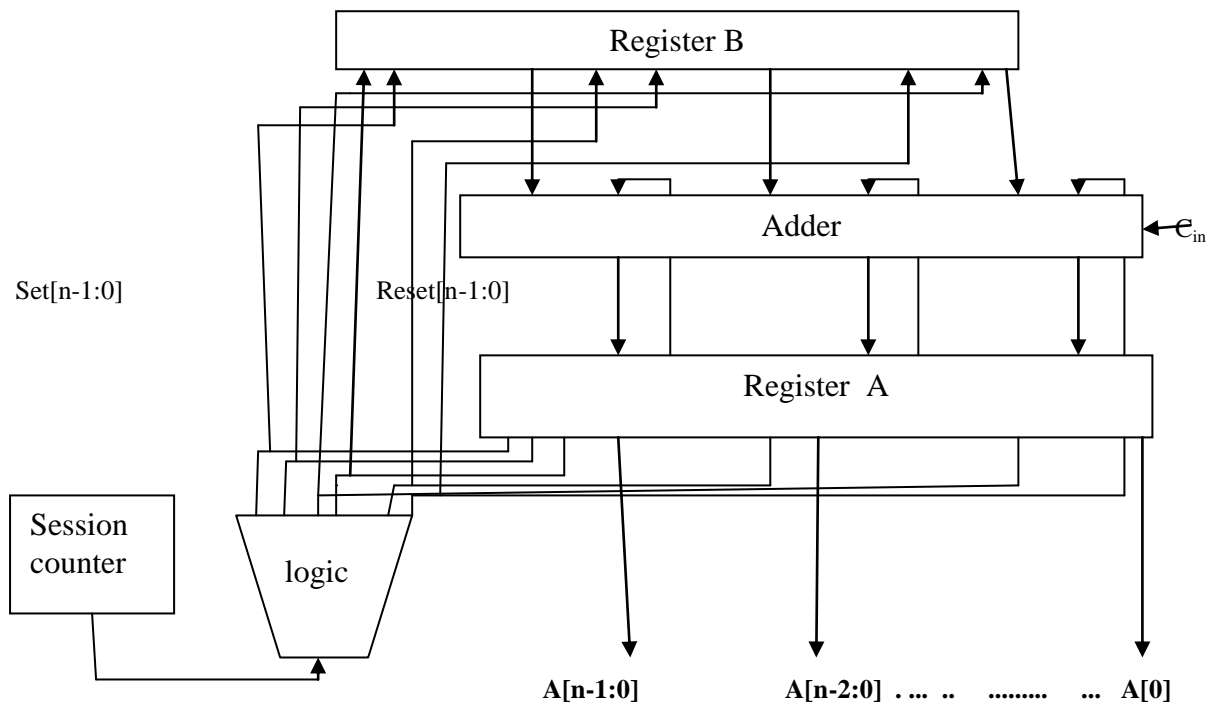 Register B
Adder
C_in
Set[n-1:0]
Reset[n-1:0]
Register A
Session
counter
logic
A[n-1:0] A[n-2:0] . ... .. ......... ... A[0]